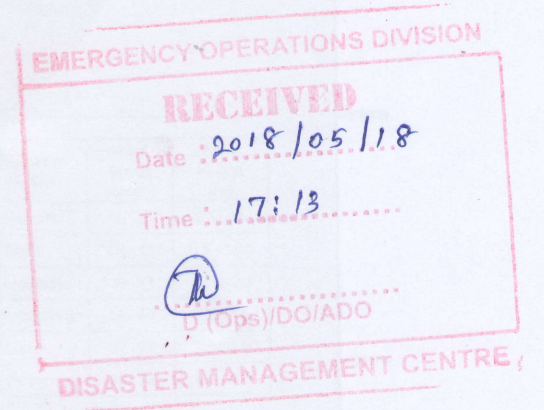 EMERGENCY OPERATIONS DIVISION
RECEIVED
Date : 2018/05/18
Time : 17:13
D (Ops)/DO/ADO
DISASTER MANAGEMENT CENTRE